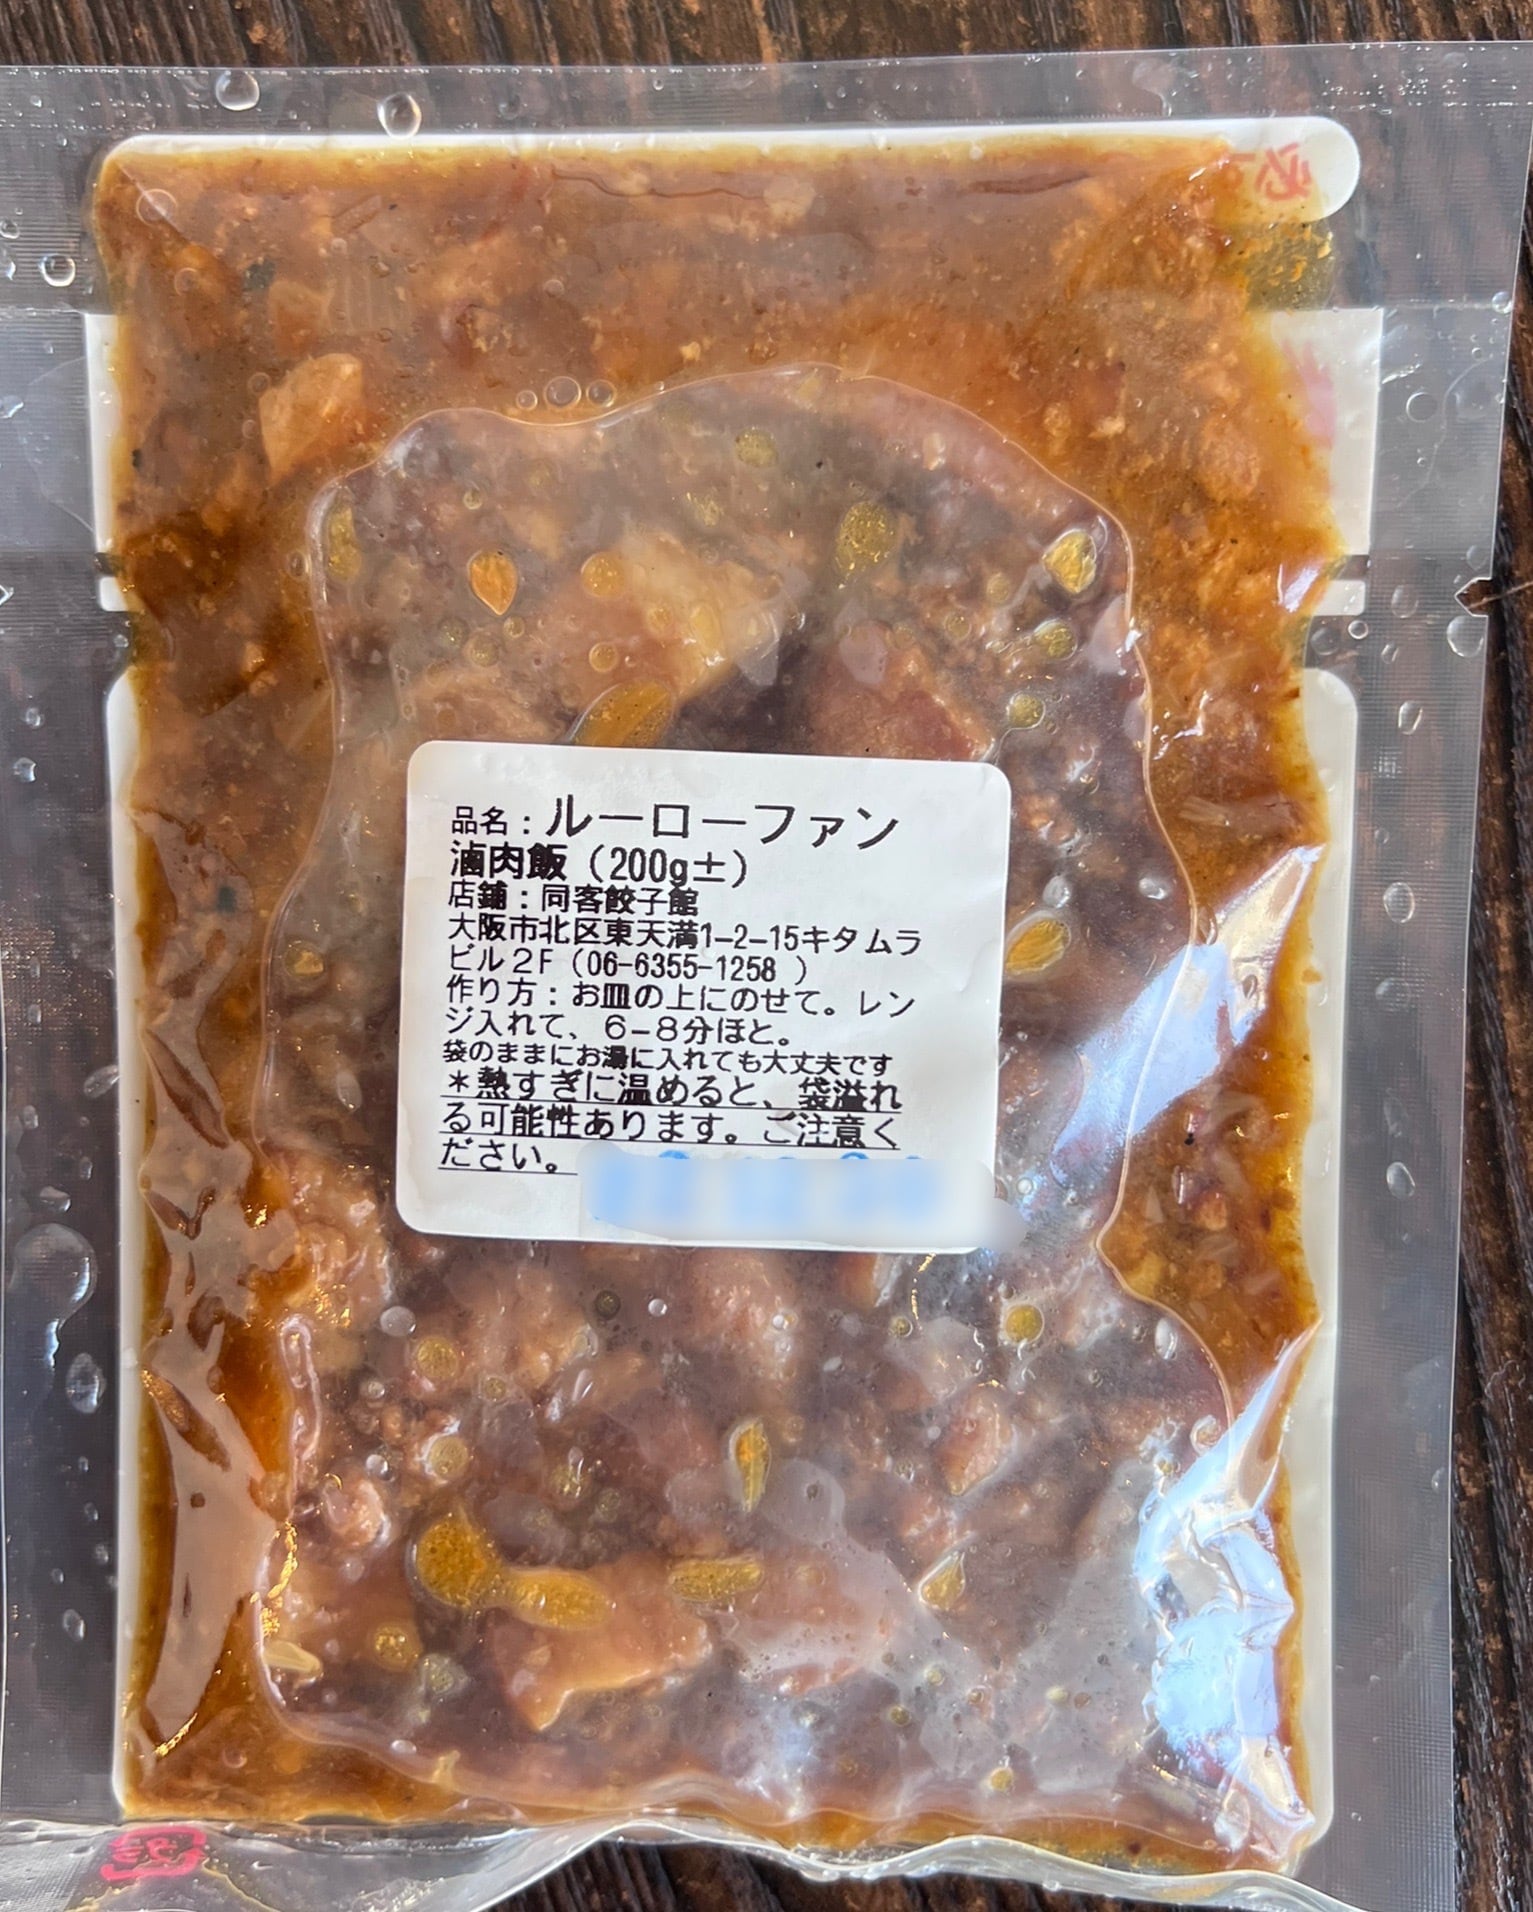 品名：ルーローファン
滷肉飯（200g±）
店鋪：同客餃子館
大阪市北区東天満1-2-15キタムラ
ビル２F（06-6355-1258 ）
作り方：お皿の上にのせて。レン
ジ入れて、６-８分ほと。
袋のままにお湯に入れても大丈夫です
＊熱すぎに温めると、袋溢れ
る可能性あります。ご注意く
ださい。